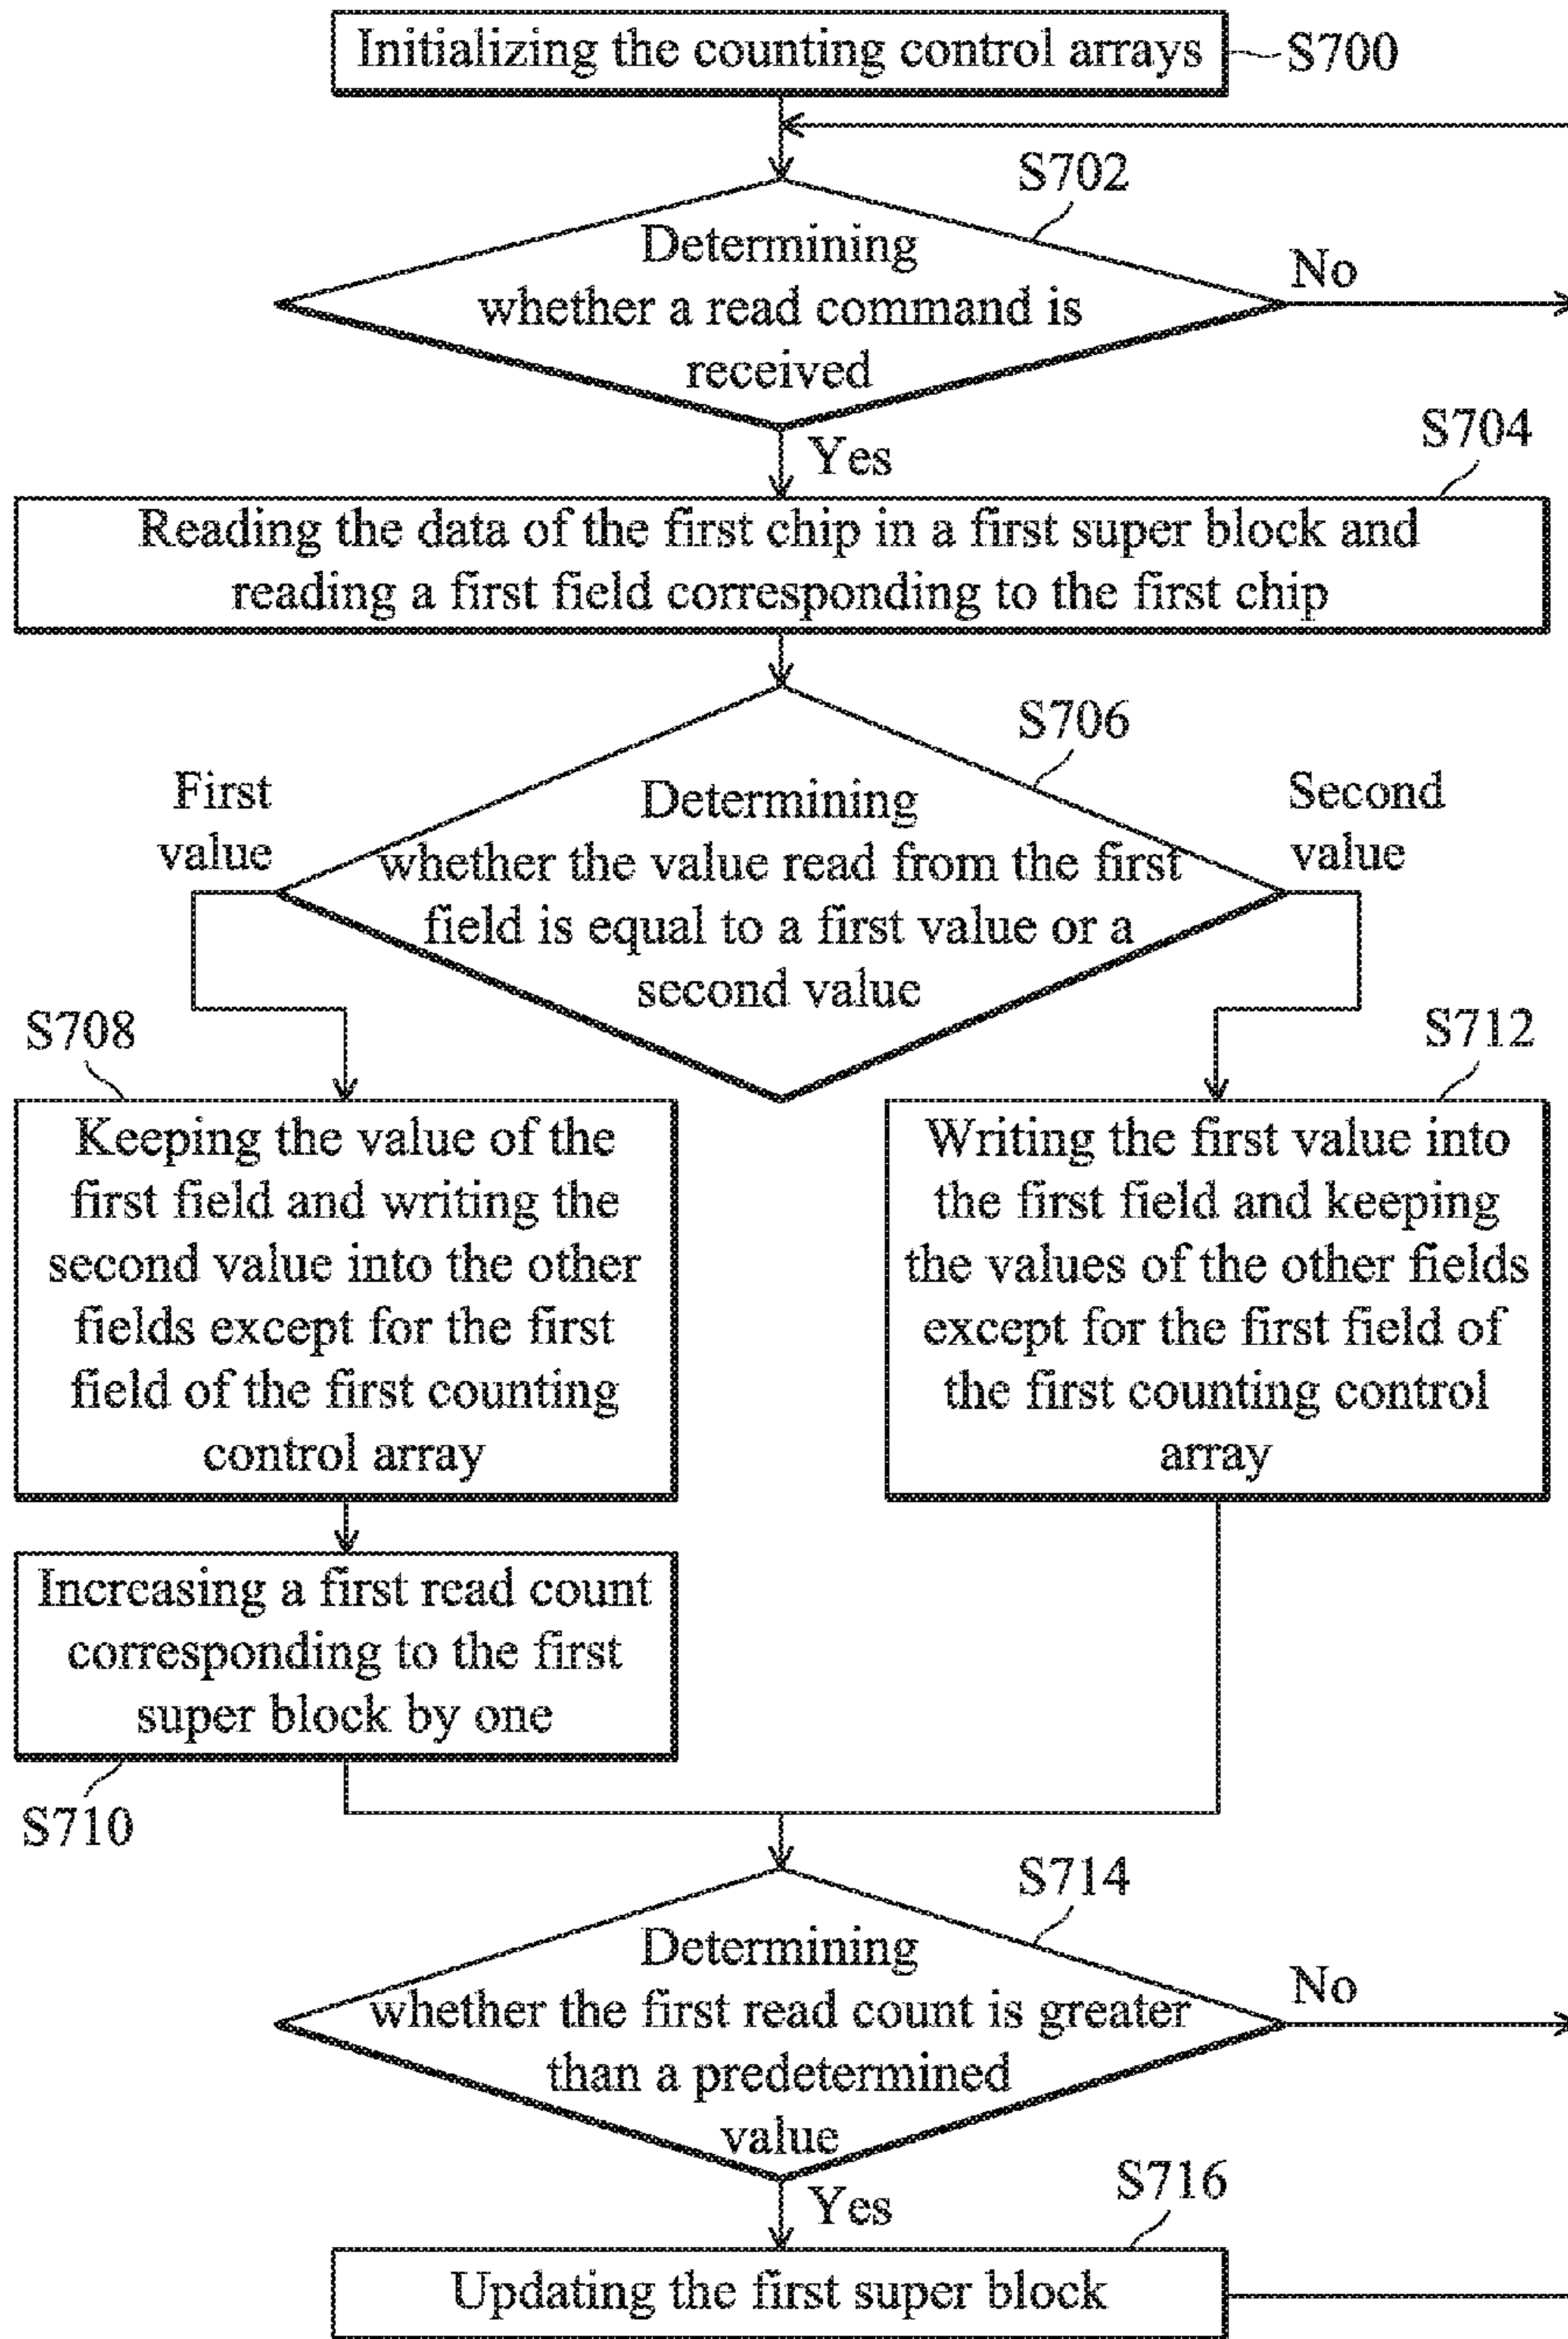 Initializing the counting control arrays
S700
S702
Determining
whether a read command is
received
No
Yes
S704
Reading the data of the first chip in a first super block and
reading a first field corresponding to the first chip
S706
First
value
Determining
whether the value read from the first
field is equal to a first value or a
second value
Second
value
S708
Keeping the value of the
first field and writing the
second value into the other
fields except for the first
field of the first counting
control array
S712
Writing the first value into
the first field and keeping
the values of the other fields
except for the first field of
the first counting control
array
Increasing a first read count
corresponding to the first
super block by one
S710
S714
Determining
whether the first read count is greater
than a predetermined
value
No
Yes
S716
Updating the first super block